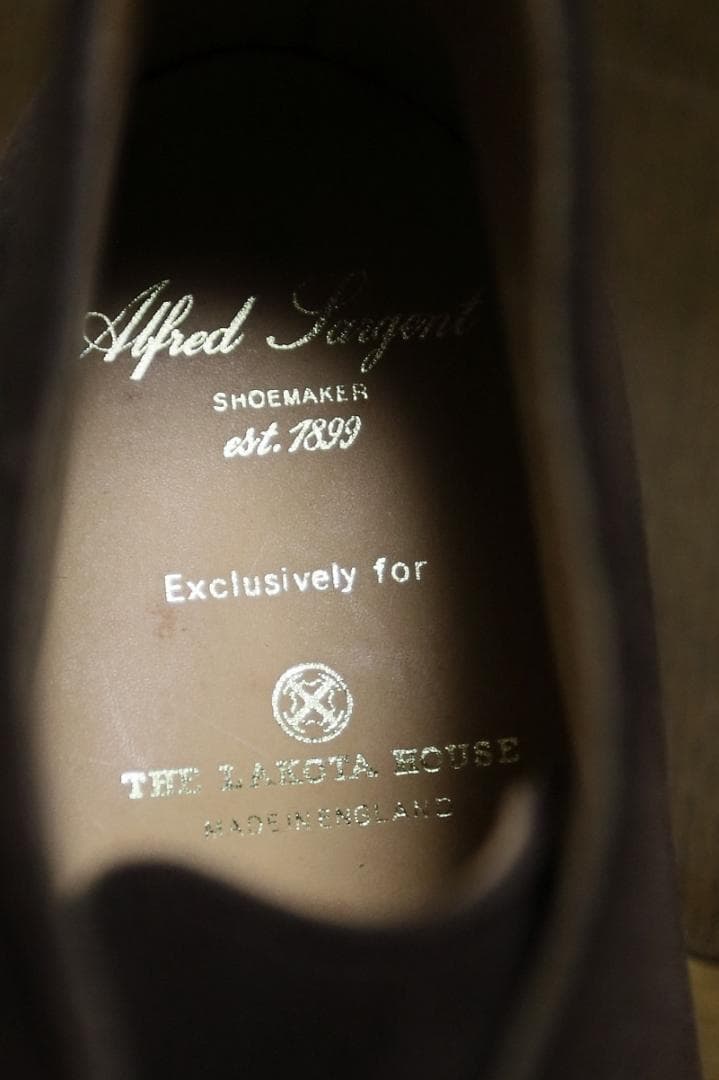 Alfred Sargent
SHOEMAKER
est. 1899
Exclusively for
THE LAKOTA HOUSE
MADE IN ENGLAND